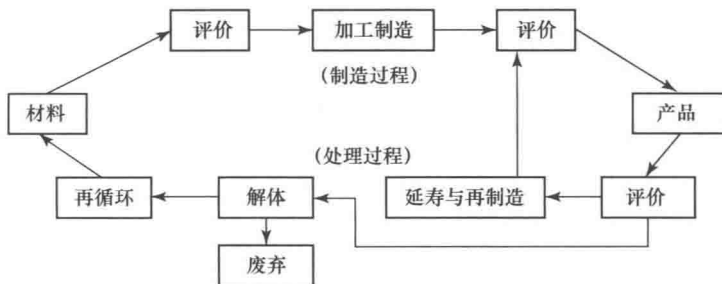 评价
加工制造
评价
(制造过程)
材料
产品
(处理过程)
再循环
解体
延寿与再制造
评价
废弃